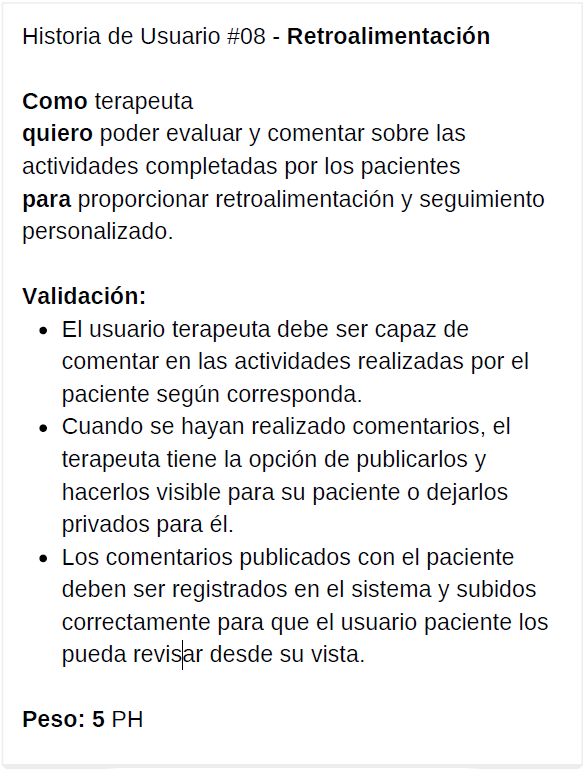 Historia de Usuario #08 - Retroalimentación
Como terapeuta
quiero poder evaluar y comentar sobre las
actividades completadas por los pacientes
para proporcionar retroalimentación y seguimiento
personalizado.
Validación:
• El usuario terapeuta debe ser capaz de
comentar en las actividades realizadas por el
paciente según corresponda.
• Cuando se hayan realizado comentarios, el
terapeuta tiene la opción de publicarlos y
hacerlos visible para su paciente o dejarlos
privados para él.
• Los comentarios publicados con el paciente
deben ser registrados en el sistema y subidos
correctamente para que el usuario paciente los
pueda revisar desde su vista.
Peso: 5 PH